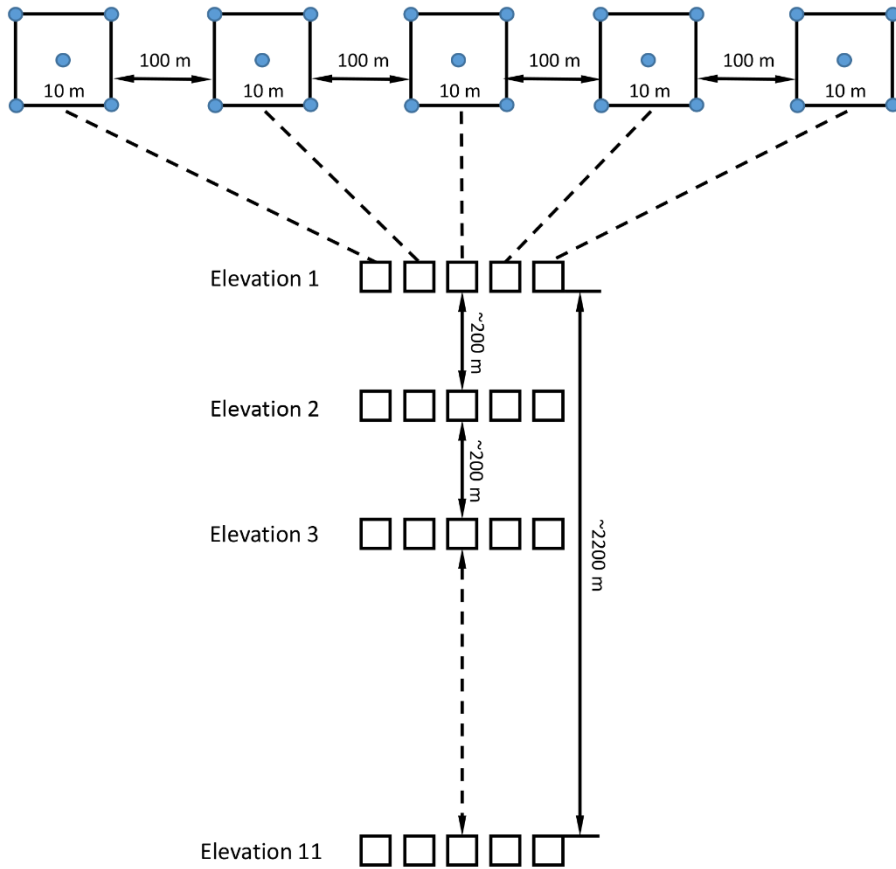 100 m 100 m 100 m 100 m
10 m 10 m 10 m 10 m 10 m
Elevation 1
~200 m
Elevation 2
~200 m
Elevation 3
~2200 m
Elevation 11